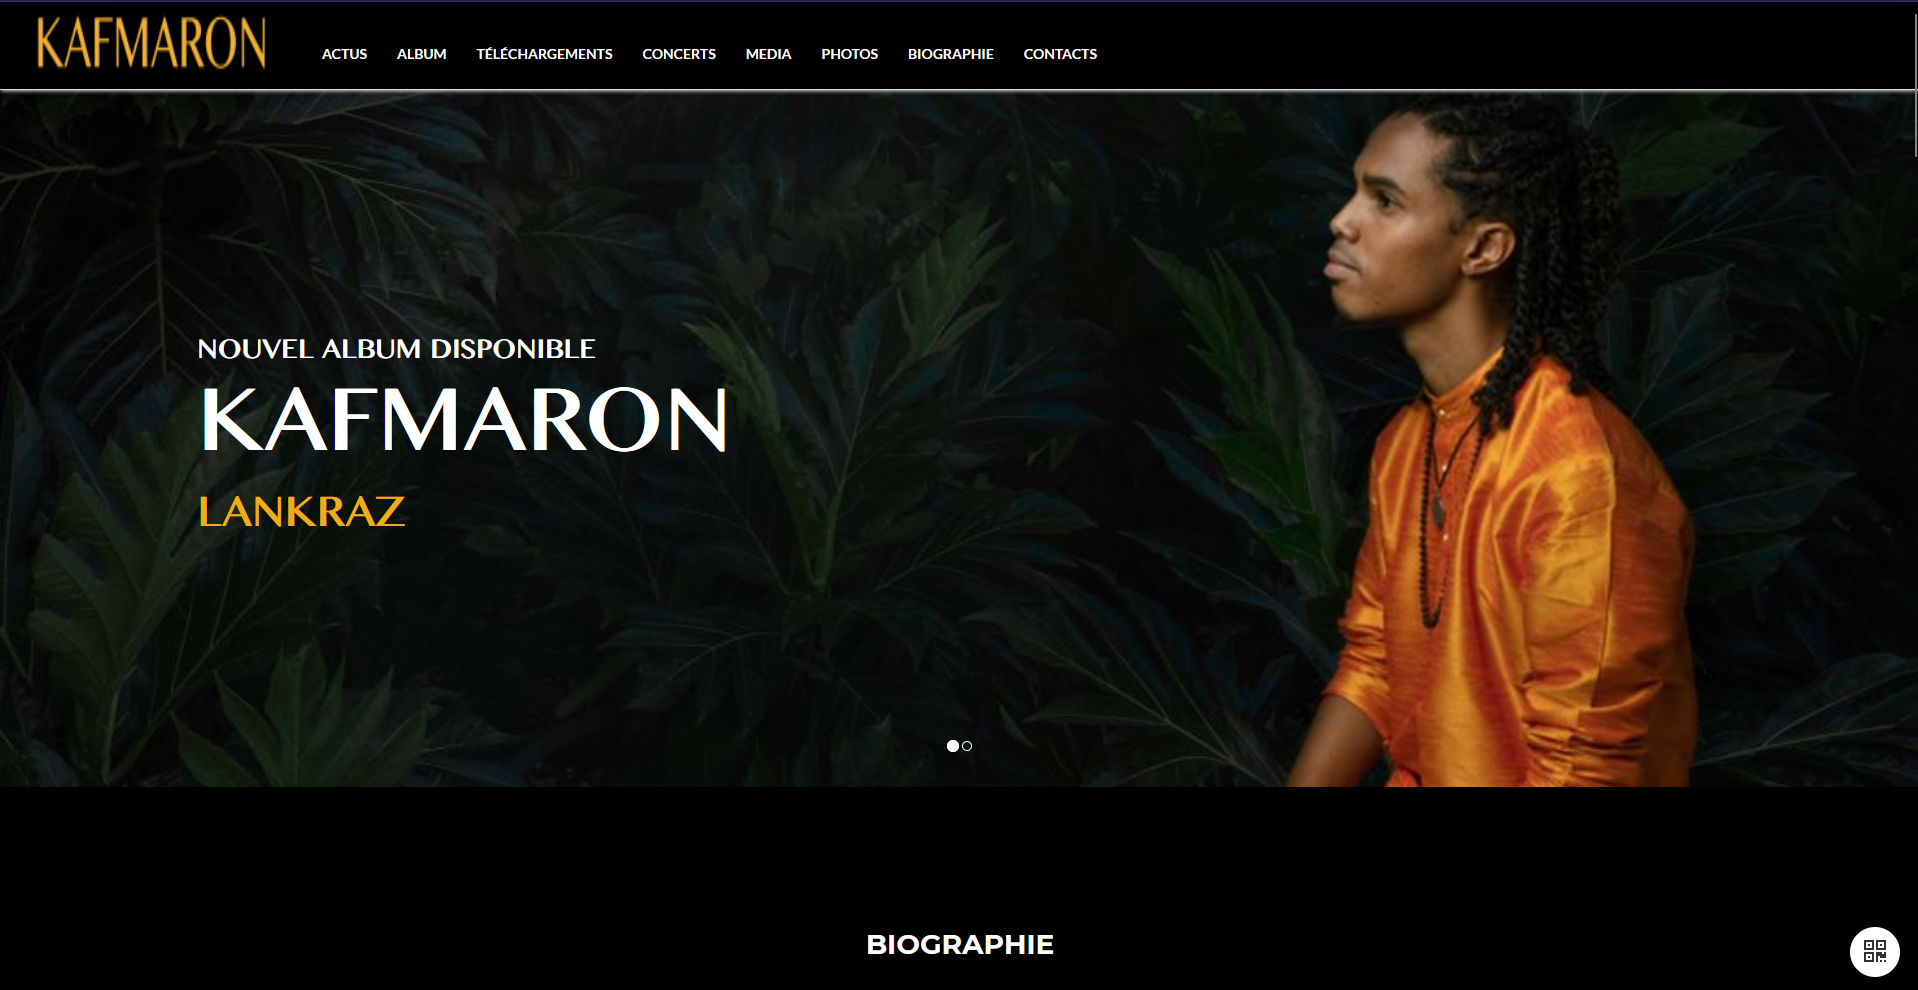 KAFMARON
ACTUS ALBUM TÉLÉCHARGEMENTS CONCERTS MEDIA PHOTOS BIOGRAPHIE CONTACTS
NOUVEL ALBUM DISPONIBLE
KAFMARON
LANKRAZ
BIOGRAPHIE